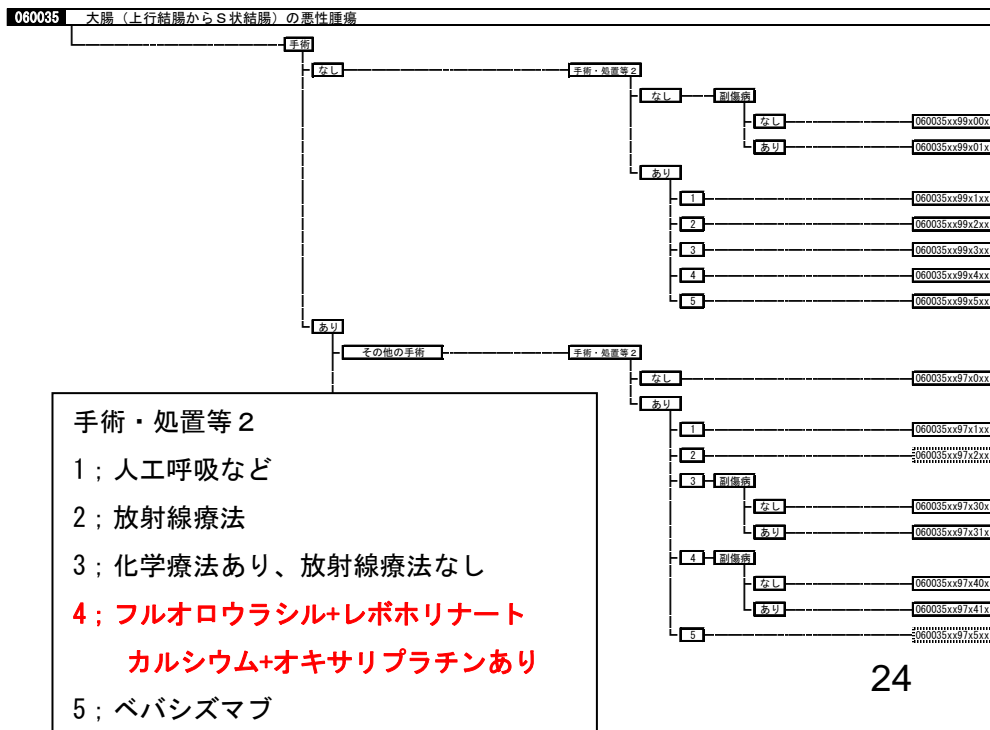 060035 大腸（上行結腸からＳ状結腸）の悪性腫瘍
手術
なし 手術・処置等２
なし 副傷病
なし 060035xx99x00x
あり 060035xx99x01x
あり
1 060035xx99x1xx
2 060035xx99x2xx
3 060035xx99x3xx
4 060035xx99x4xx
5 060035xx99x5xx
あり
その他の手術 手術・処置等２
なし 060035xx97x0xx
あり
1 060035xx97x1xx
2 060035xx97x2xx
3 副傷病
なし 060035xx97x30x
あり 060035xx97x31x
4 副傷病
なし 060035xx97x40x
あり 060035xx97x41x
5 060035xx97x5xx
手術・処置等２
1；人工呼吸など
2；放射線療法
3；化学療法あり、放射線療法なし
4；フルオロウラシル+レボホリナート
カルシウム+オキサリプラチンあり
5；ベバシズマブ
24